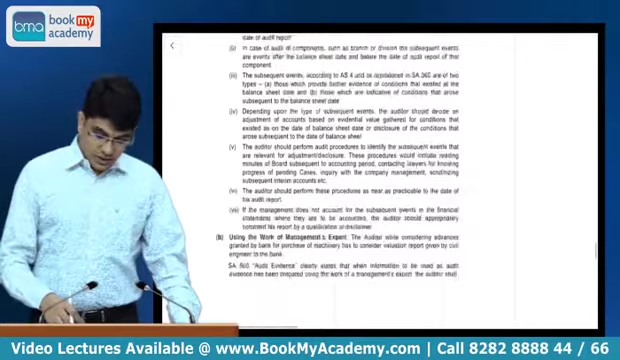 bma
book my
academy
date of audit report"
(ii) In case of audit of components, such as branch or division the subsequent events
are events after the balance sheet date and before the date of audit report of that
component
(iii) The subsequent events, according to AS 4 and as reproduced in SA 560 are of two
types – (a) those which provide further evidence of conditions that existed at the
balance sheet date and (b) those which are indicative of conditions that arose
subsequent to the balance sheet date
(iv) Depending upon the type of subsequent events, the auditor should decide on
adjustment of accounts based on evidential value gathered for conditions that
existed as on the date of balance sheet date or disclosure of the conditions that
arose subsequent to the date of balance sheet
(v) The auditor should perform audit procedures to identify the subsequent events that
are relevant for adjustment/disclosure. These procedures would include reading
minutes of Board subsequent to accounting period, contacting lawyers for knowing
progress of pending Cases, inquiry with the company management, scrutinizing
subsequent interim accounts etc.
(vi) The auditor should perform these procedures as near as practicable to the date of
his audit report.
(vii) If the management does not account for the subsequent events in the financial
statements where they are to be accounted, the auditor should appropriately
comment his report by a qualification or disclaimer
(b) Using the Work of Management's Expert: The Auditor while considering advances
granted by bank for purchase of machinery has to consider valuation report given by civil
engineer to the Bank.
SA 500 "Audit Evidence" clearly states that when information to be used as audit
evidence has been prepared using the work of a management's expert, the auditor shall,
Video Lectures Available @ www.BookMyAcademy.com | Call 8282 8888 44 / 66